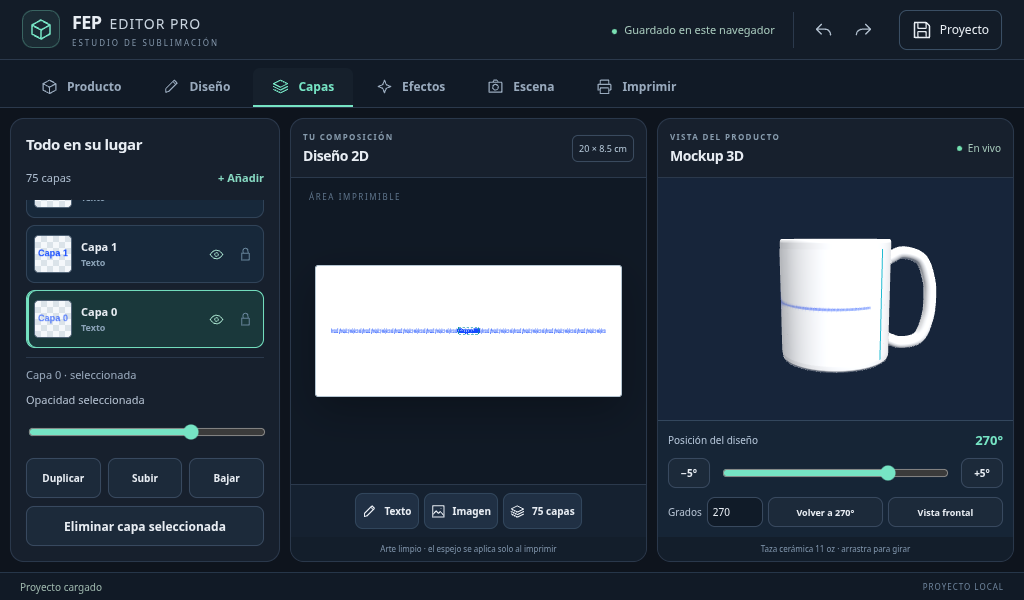 FEP EDITOR PRO
ESTUDIO DE SUBLIMACIÓN
Guardado en este navegador
Proyecto
Producto
Diseño
Capas
Efectos
Escena
Imprimir
Todo en su lugar
75 capas
+ Añadir
Texto
Capa 1
Capa 1
Texto
Capa 0
Capa 0
Texto
Capa 0 · seleccionada
Opacidad seleccionada
Duplicar
Subir
Bajar
Eliminar capa seleccionada
TU COMPOSICIÓN
Diseño 2D
20 × 8.5 cm
ÁREA IMPRIMIBLE
Texto
Imagen
75 capas
Arte limpio · el espejo se aplica solo al imprimir
VISTA DEL PRODUCTO
Mockup 3D
En vivo
Posición del diseño
270°
−5°
+5°
Grados
270
Volver a 270°
Vista frontal
Taza cerámica 11 oz · arrastra para girar
Proyecto cargado
PROYECTO LOCAL